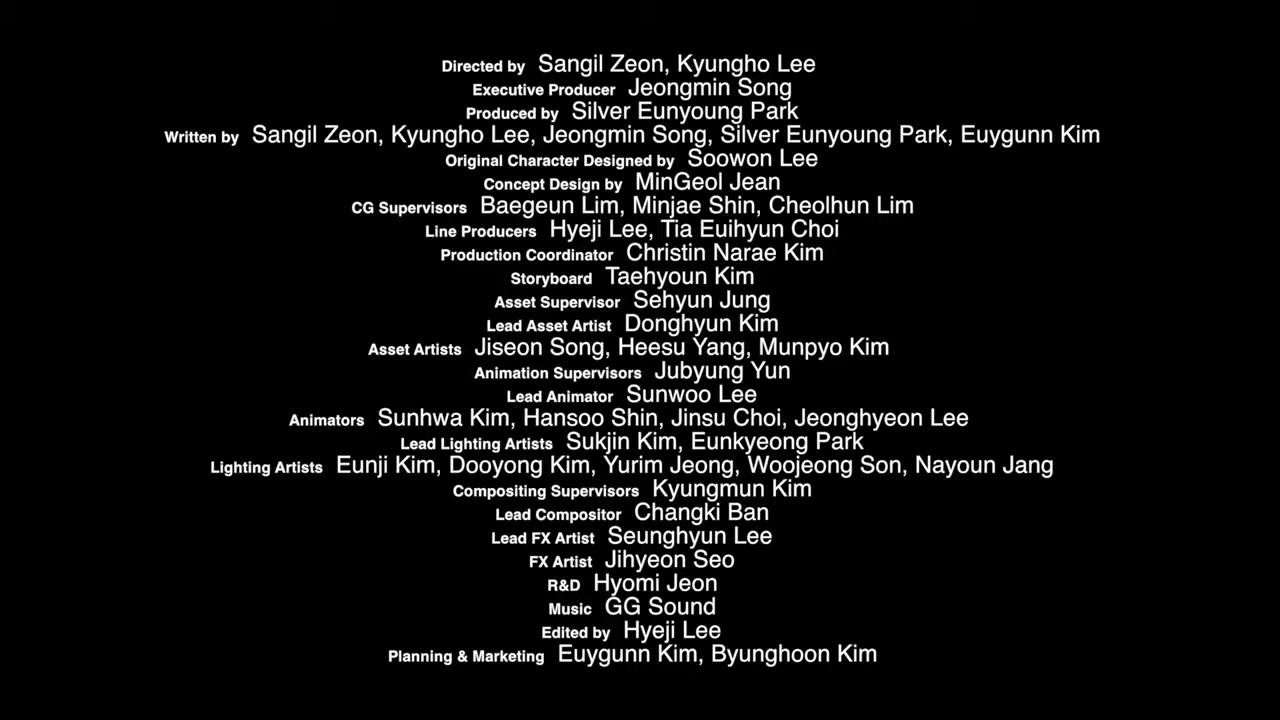 Directed by Sangil Zeon, Kyungho Lee
Executive Producer Jeongmin Song
Produced by Silver Eunyoung Park
Written by Sangil Zeon, Kyungho Lee, Jeongmin Song, Silver Eunyoung Park, Euygunn Kim
Original Character Designed by Soowon Lee
Concept Design by MinGeol Jean
CG Supervisors Baegeun Lim, Minjae Shin, Cheolhun Lim
Line Producers Hyeji Lee, Tia Euihyun Choi
Production Coordinator Christin Narae Kim
Storyboard Taehyoun Kim
Asset Supervisor Sehyun Jung
Lead Asset Artist Donghyun Kim
Asset Artists Jiseon Song, Heesu Yang, Munpyo Kim
Animation Supervisors Jubyung Yun
Lead Animator Sunwoo Lee
Animators Sunhwa Kim, Hansoo Shin, Jinsu Choi, Jeonghyeon Lee
Lead Lighting Artists Sukjin Kim, Eunkyeong Park
Lighting Artists Eunji Kim, Dooyong Kim, Yurim Jeong, Woojeong Son, Nayoun Jang
Compositing Supervisors Kyungmun Kim
Lead Compositor Changki Ban
Lead FX Artist Seunghyun Lee
FX Artist Jihyeon Seo
R&D Hyomi Jeon
Music GG Sound
Edited by Hyeji Lee
Planning & Marketing Euygunn Kim, Byunghoon Kim